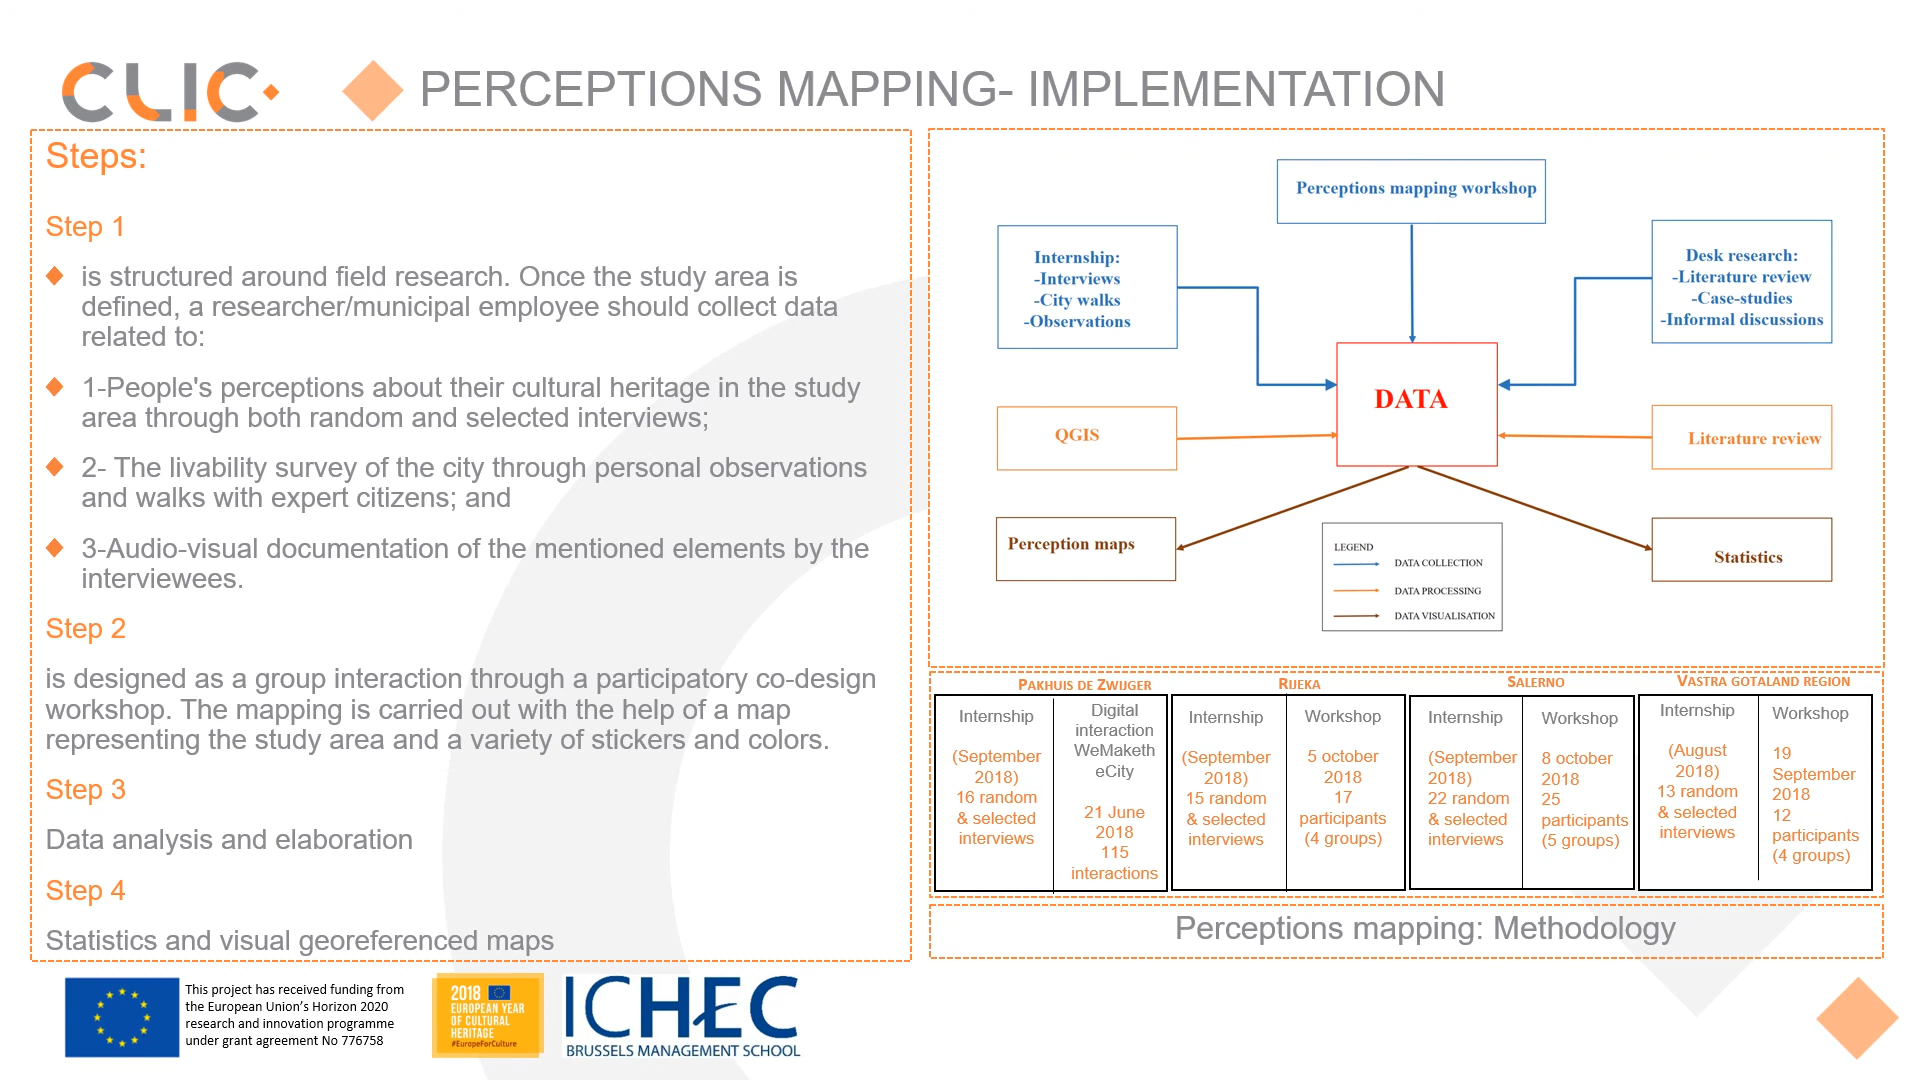 CLIC
PERCEPTIONS MAPPING- IMPLEMENTATION
Steps:
Step 1
is structured around field research. Once the study area is
defined, a researcher/municipal employee should collect data
related to:
1-People's perceptions about their cultural heritage in the study
area through both random and selected interviews;
2- The livability survey of the city through personal observations
and walks with expert citizens; and
3-Audio-visual documentation of the mentioned elements by the
interviewees.
Step 2
is designed as a group interaction through a participatory co-design
workshop. The mapping is carried out with the help of a map
representing the study area and a variety of stickers and colors.
Step 3
Data analysis and elaboration
Step 4
Statistics and visual georeferenced maps
Perceptions mapping workshop
Internship:
-Interviews
-City walks
-Observations
Desk research:
-Literature review
-Case-studies
-Informal discussions
DATA
QGIS
Literature review
Perception maps
Statistics
LEGEND
DATA COLLECTION
DATA PROCESSING
DATA VISUALISATION
PAKHUIS DE ZWIJGER
Internship
(September
2018)
16 random
& selected
interviews
Digital
interaction
WeMaketh
eCity
21 June
2018
115
interactions
RIJEKA
Internship
(September
2018)
15 random
& selected
interviews
Workshop
5 october
2018
17
participants
(4 groups)
SALERNO
Internship
(September
2018)
22 random
& selected
interviews
Workshop
8 october
2018
25
participants
(5 groups)
VASTRA GOTALAND REGION
Internship
(August
2018)
13 random
& selected
interviews
Workshop
19
September
2018
12
participants
(4 groups)
Perceptions mapping: Methodology
This project has received funding from
the European Union's Horizon 2020
research and innovation programme
under grant agreement No 776758
2018
EUROPEAN YEAR
OF CULTURAL
HERITAGE
#EuropeForCulture
ICHEC
BRUSSELS MANAGEMENT SCHOOL